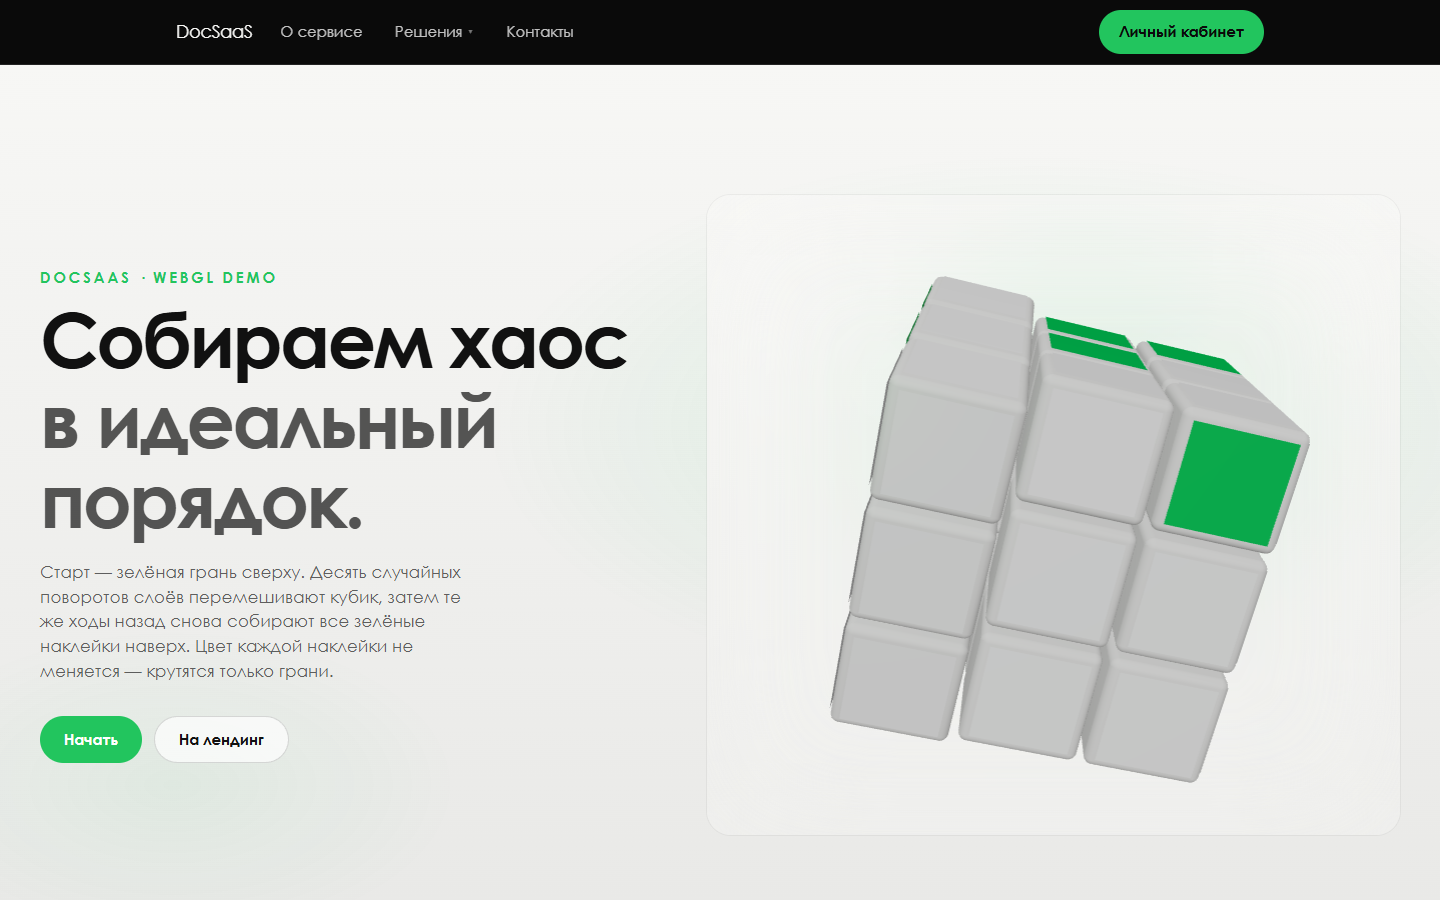 DocSaaS
О сервисе
Решения
Контакты
Личный кабинет
DOCSAAS · WEBGL DEMO
Собираем хаос
в идеальный
порядок.
Старт — зелёная грань сверху. Десять случайных
поворотов слоёв перемешивают кубик, затем те
же ходы назад снова собирают все зелёные
наклейки наверх. Цвет каждой наклейки не
меняется — крутятся только грани.
Начать
На лендинг